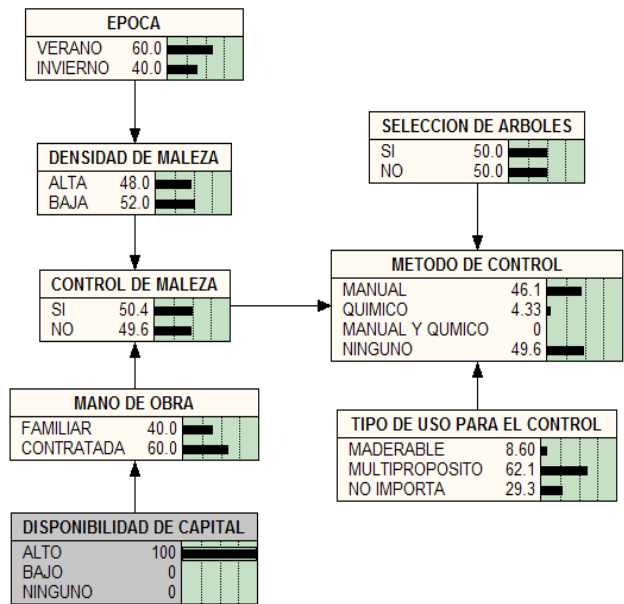 EPOCA
VERANO 60.0
INVIERNO 40.0
DENSIDAD DE MALEZA
ALTA 48.0
BAJA 52.0
SELECCION DE ARBOLES
SI 50.0
NO 50.0
CONTROL DE MALEZA
SI 50.4
NO 49.6
METODO DE CONTROL
MANUAL 46.1
QUIMICO 4.33
MANUAL Y QUMICO 0
NINGUNO 49.6
MANO DE OBRA
FAMILIAR 40.0
CONTRATADA 60.0
TIPO DE USO PARA EL CONTROL
MADERABLE 8.60
MULTIPROPOSITO 62.1
NO IMPORTA 29.3
DISPONIBILIDAD DE CAPITAL
ALTO 100
BAJO 0
NINGUNO 0